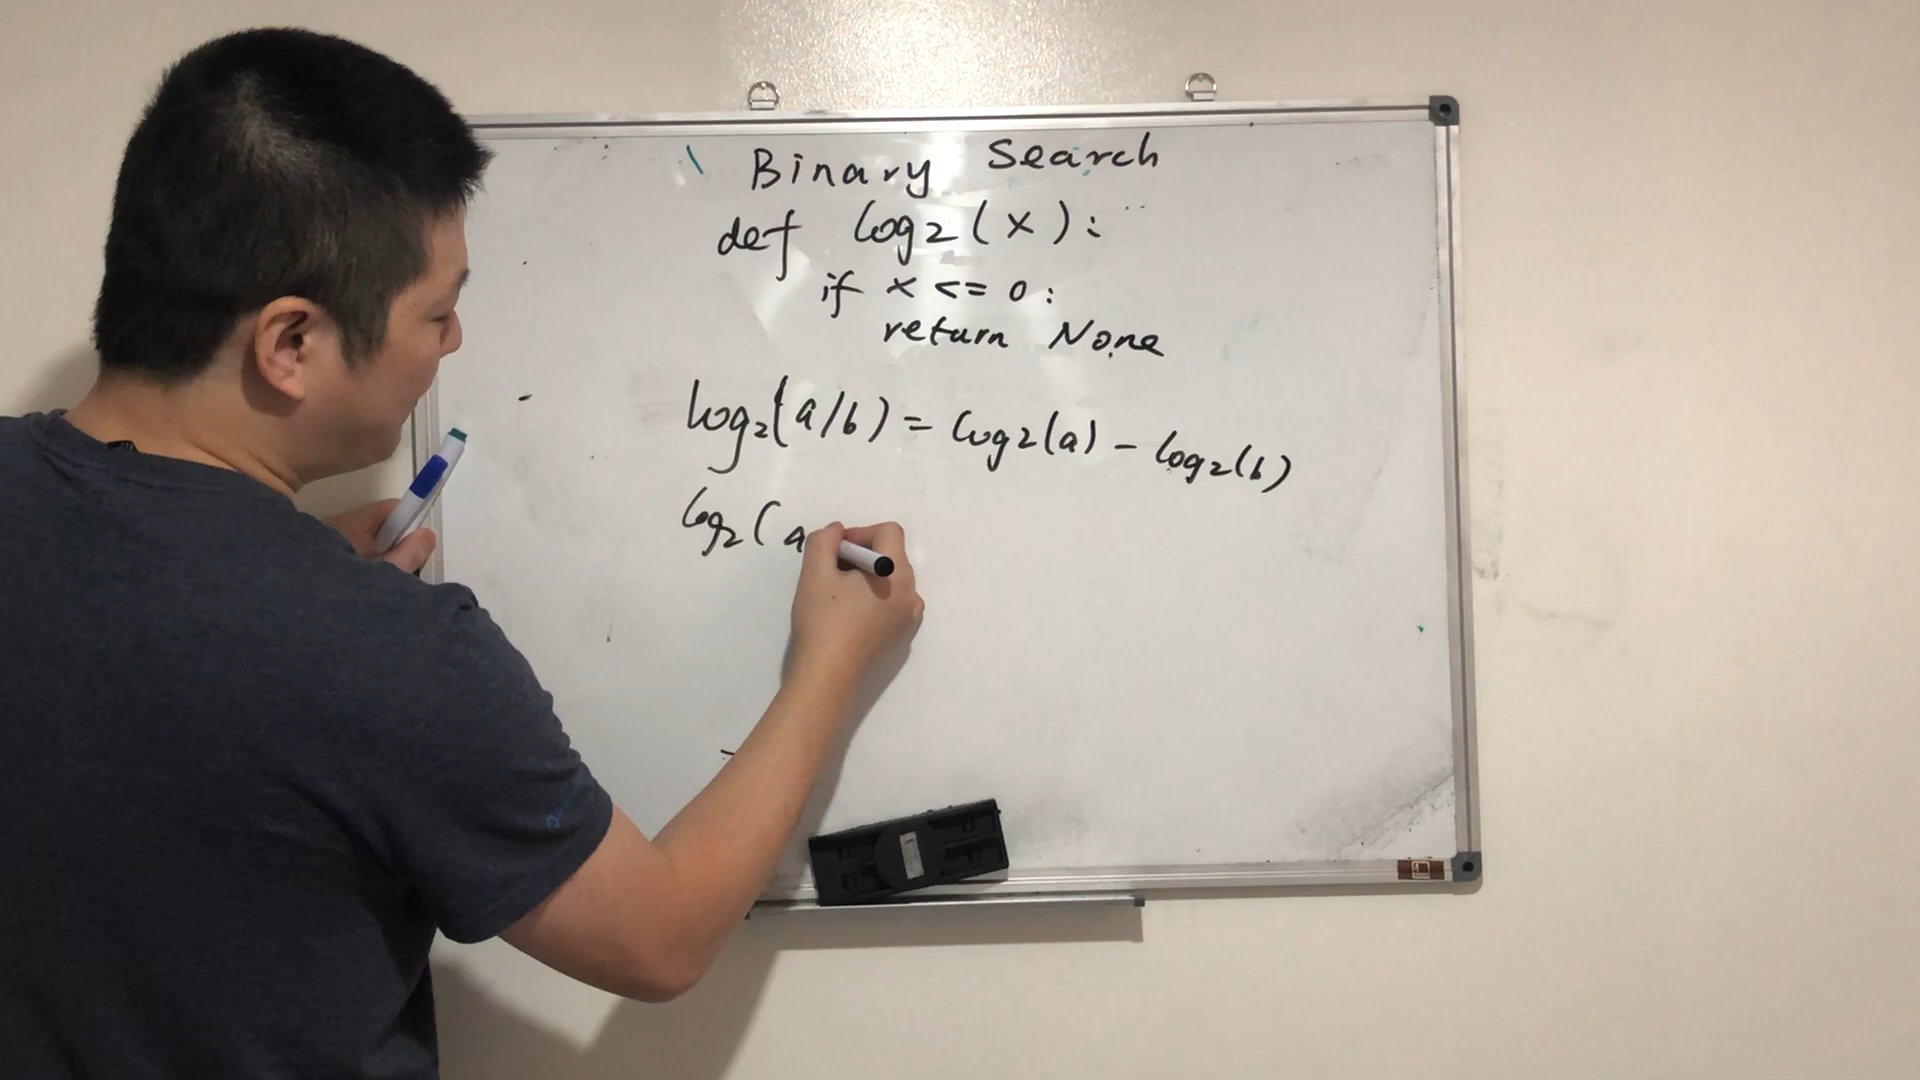 Binary Search
def log2(x):
if x <= 0:
return None
log₂(a/b) = log2(a) - log2(b)
log2(a